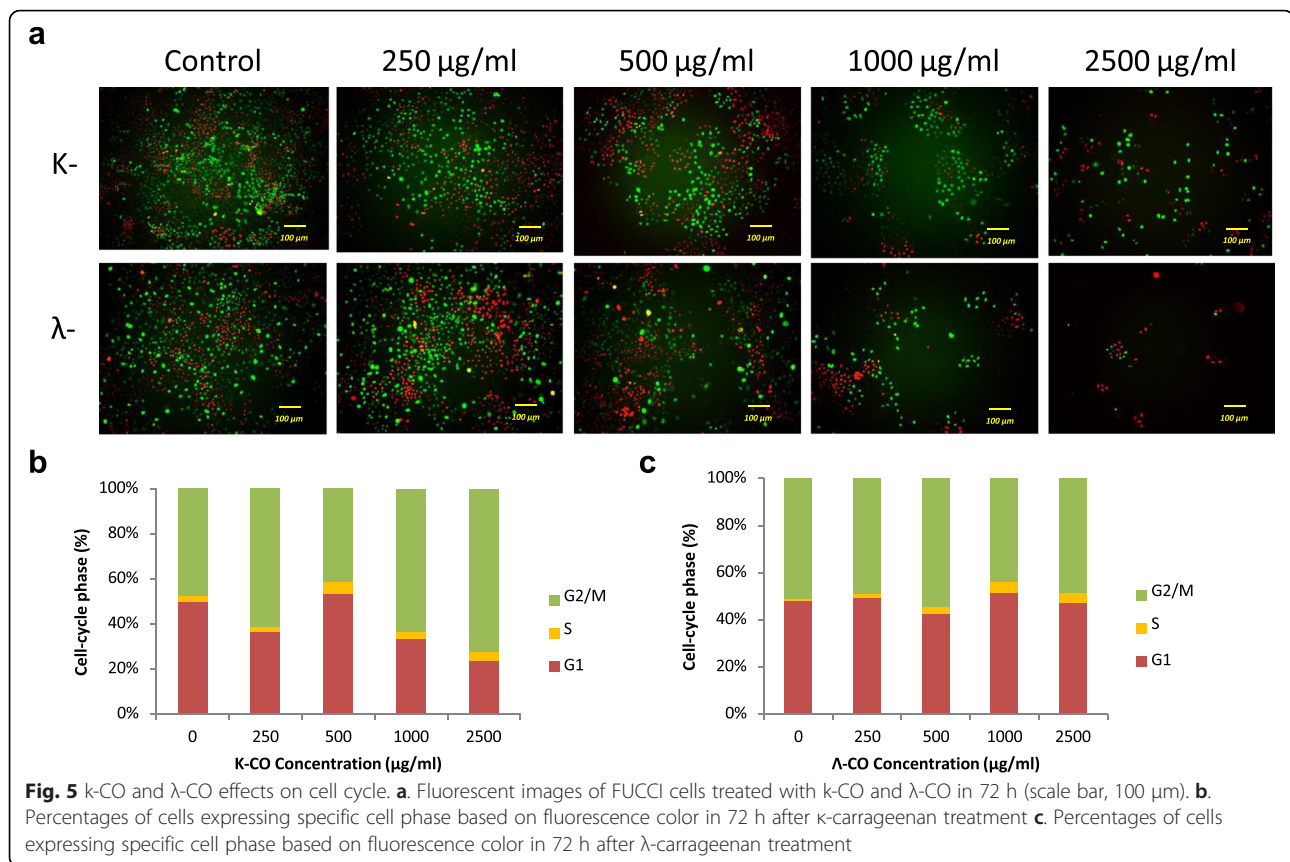 a
Control 250 µg/ml 500 µg/ml 1000 µg/ml 2500 µg/ml
K-
100 µm 100 µm 100 µm 100 µm 100 µm
λ-
100 µm 100 µm 100 µm 100 µm 100 µm
b
Cell-cycle phase (%)
100%
80%
60%
40%
20%
0%
0 250 500 1000 2500
K-CO Concentration (µg/ml)
G2/M
S
G1
c
Cell-cycle phase (%)
100%
80%
60%
40%
20%
0%
0 250 500 1000 2500
Λ-CO Concentration (µg/ml)
G2/M
S
G1
Fig. 5 k-CO and λ-CO effects on cell cycle. a. Fluorescent images of FUCCI cells treated with k-CO and λ-CO in 72 h (scale bar, 100 µm). b.
Percentages of cells expressing specific cell phase based on fluorescence color in 72 h after κ-carrageenan treatment c. Percentages of cells
expressing specific cell phase based on fluorescence color in 72 h after λ-carrageenan treatment